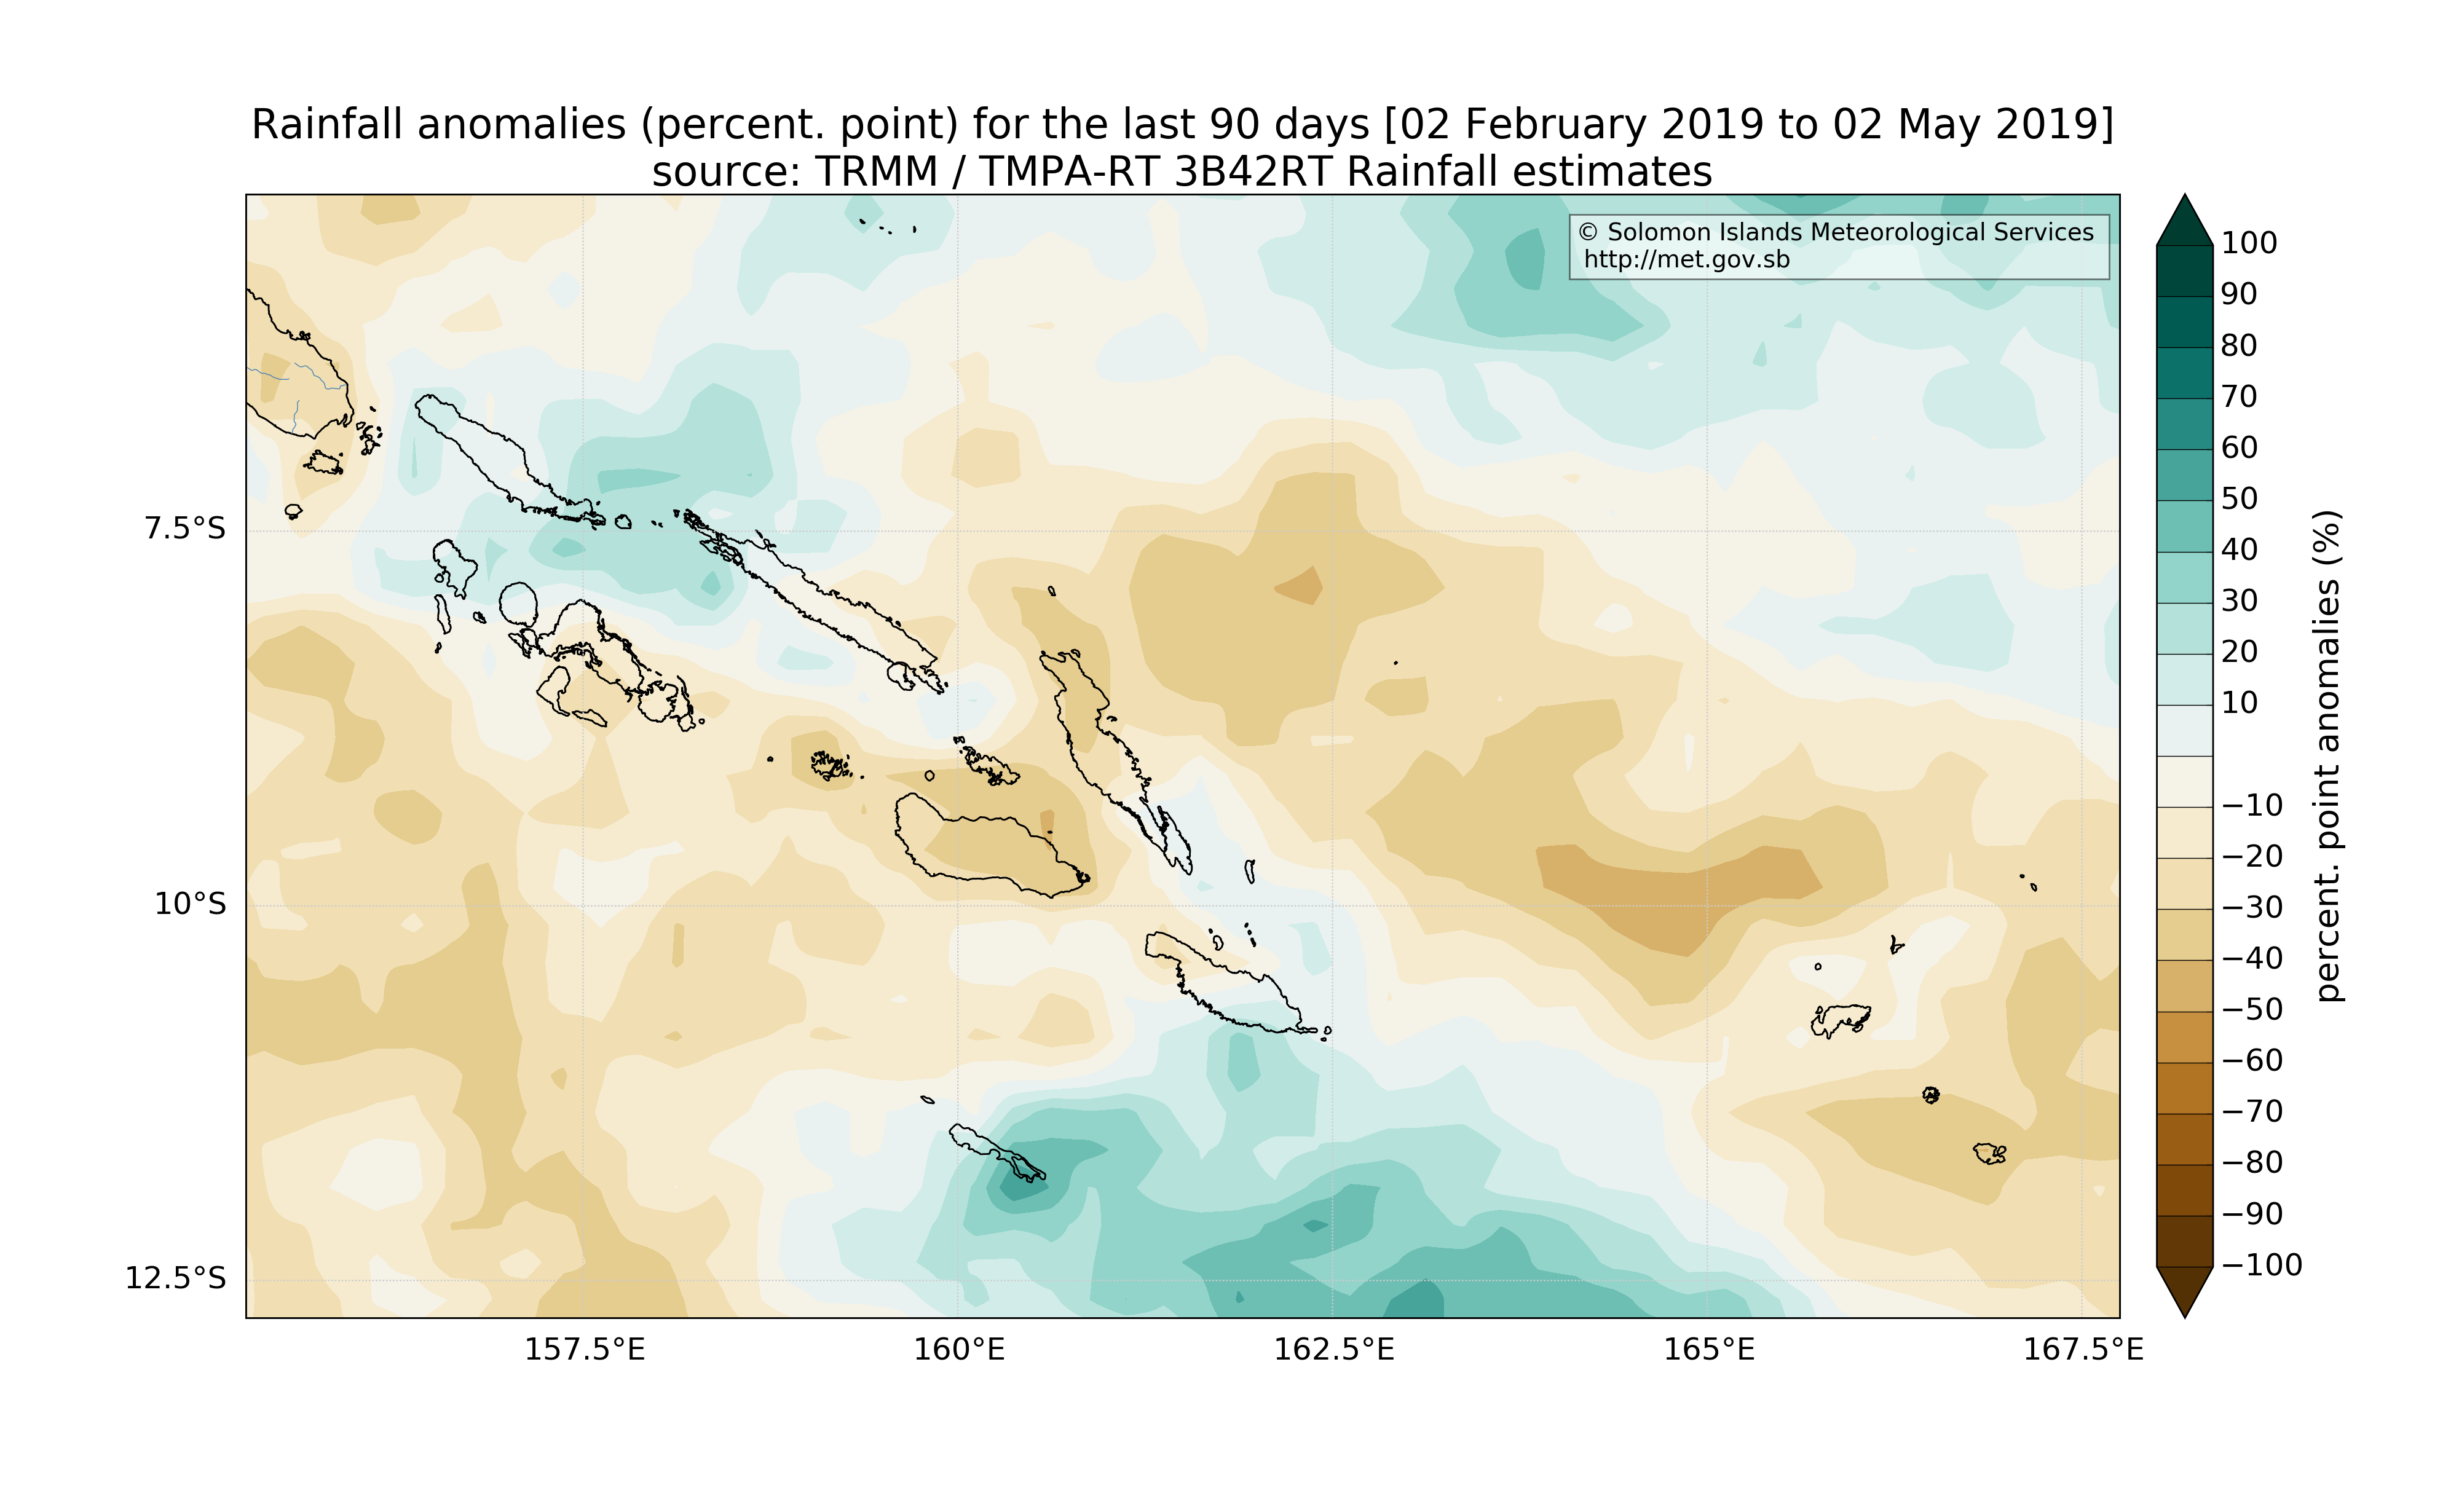 Rainfall anomalies (percent. point) for the last 90 days [02 February 2019 to 02 May 2019]
source: TRMM / TMPA-RT 3B42RT Rainfall estimates
© Solomon Islands Meteorological Services
http://met.gov.sb
7.5°S
10°S
12.5°S
157.5°E
160°E
162.5°E
165°E
167.5°E
100
90
80
70
60
50
40
30
20
10
−10
−20
−30
−40
−50
−60
−70
−80
−90
−100
percent. point anomalies (%)